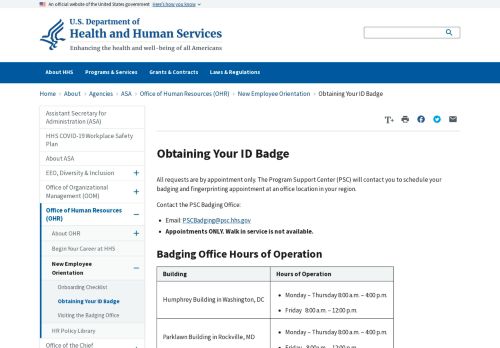 An official website of the United States government Here's how you know
U.S. Department of
Health and Human Services
Enhancing the health and well-being of all Americans
About HHS Programs & Services Grants & Contracts Laws & Regulations
Home › About › Agencies › ASA › Office of Human Resources (OHR) › New Employee Orientation › Obtaining Your ID Badge
Assistant Secretary for
Administration (ASA)
HHS COVID-19 Workplace Safety
Plan
About ASA
EEO, Diversity & Inclusion
Office of Organizational
Management (OOM)
Office of Human Resources
(OHR)
About OHR
Begin Your Career at HHS
New Employee
Orientation
Onboarding Checklist
Obtaining Your ID Badge
Visiting the Badging Office
HR Policy Library
Office of the Chief
T+
Obtaining Your ID Badge
All requests are by appointment only. The Program Support Center (PSC) will contact you to schedule your
badging and fingerprinting appointment at an office location in your region.
Contact the PSC Badging Office:
• Email: PSCBadging@psc.hhs.gov
• Appointments ONLY. Walk in service is not available.
Badging Office Hours of Operation
Building Hours of Operation
Humphrey Building in Washington, DC
• Monday – Thursday 8:00 a.m. – 4:00 p.m.
• Friday 8:00 a.m. – 12:00 p.m.
Parklawn Building in Rockville, MD
• Monday – Thursday 8:00 a.m. – 4:00 p.m.
• Friday 8:00 a.m. – 12:00 p.m.